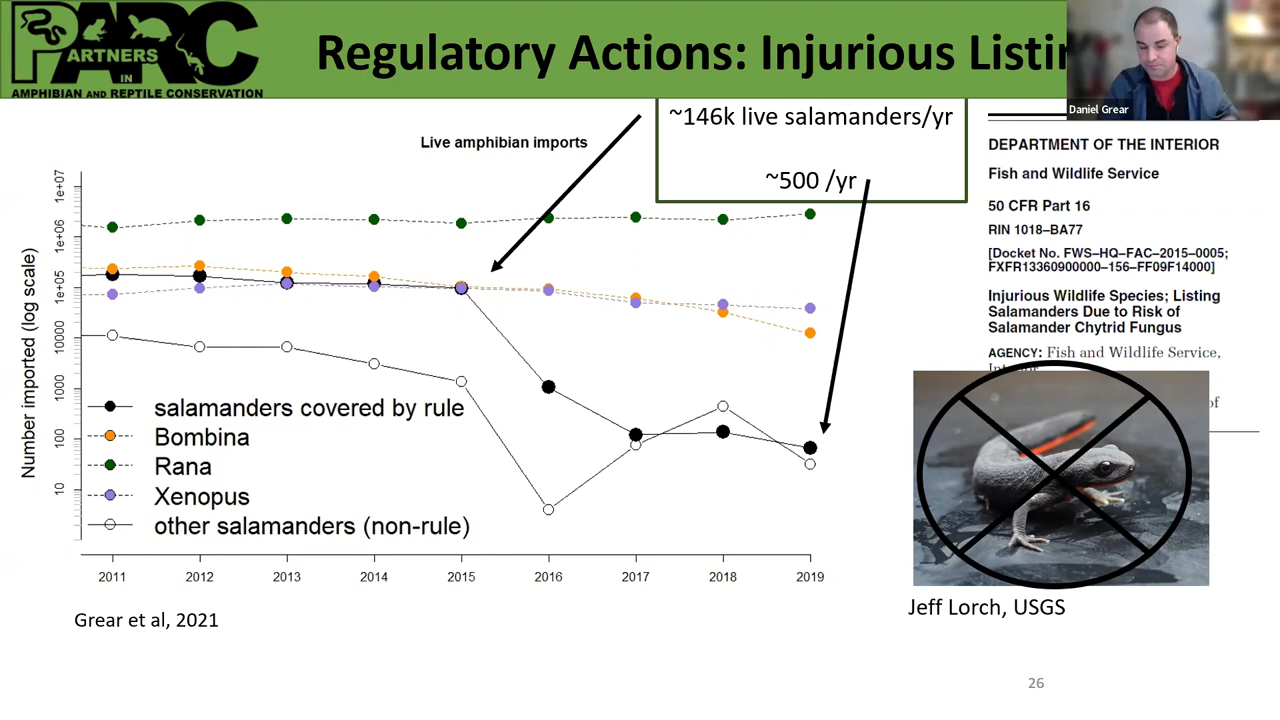 PARC
PARTNERS
IN
AMPHIBIAN AND REPTILE CONSERVATION
Regulatory Actions: Injurious Listin
Daniel Grear
~146k live salamanders/yr
~500 /yr
Live amphibian imports
Number imported (log scale)
1e+07
1e+06
1e+05
10000
1000
100
10
salamanders covered by rule
Bombina
Rana
Xenopus
other salamanders (non-rule)
2011 2012 2013 2014 2015 2016 2017 2018 2019
Grear et al, 2021
DEPARTMENT OF THE INTERIOR
Fish and Wildlife Service
50 CFR Part 16
RIN 1018–BA77
[Docket No. FWS–HQ–FAC–2015–0005;
FXFR13360900000–156–FF09F14000]
Injurious Wildlife Species; Listing
Salamanders Due to Risk of
Salamander Chytrid Fungus
AGENCY: Fish and Wildlife Service,
of
Jeff Lorch, USGS
26